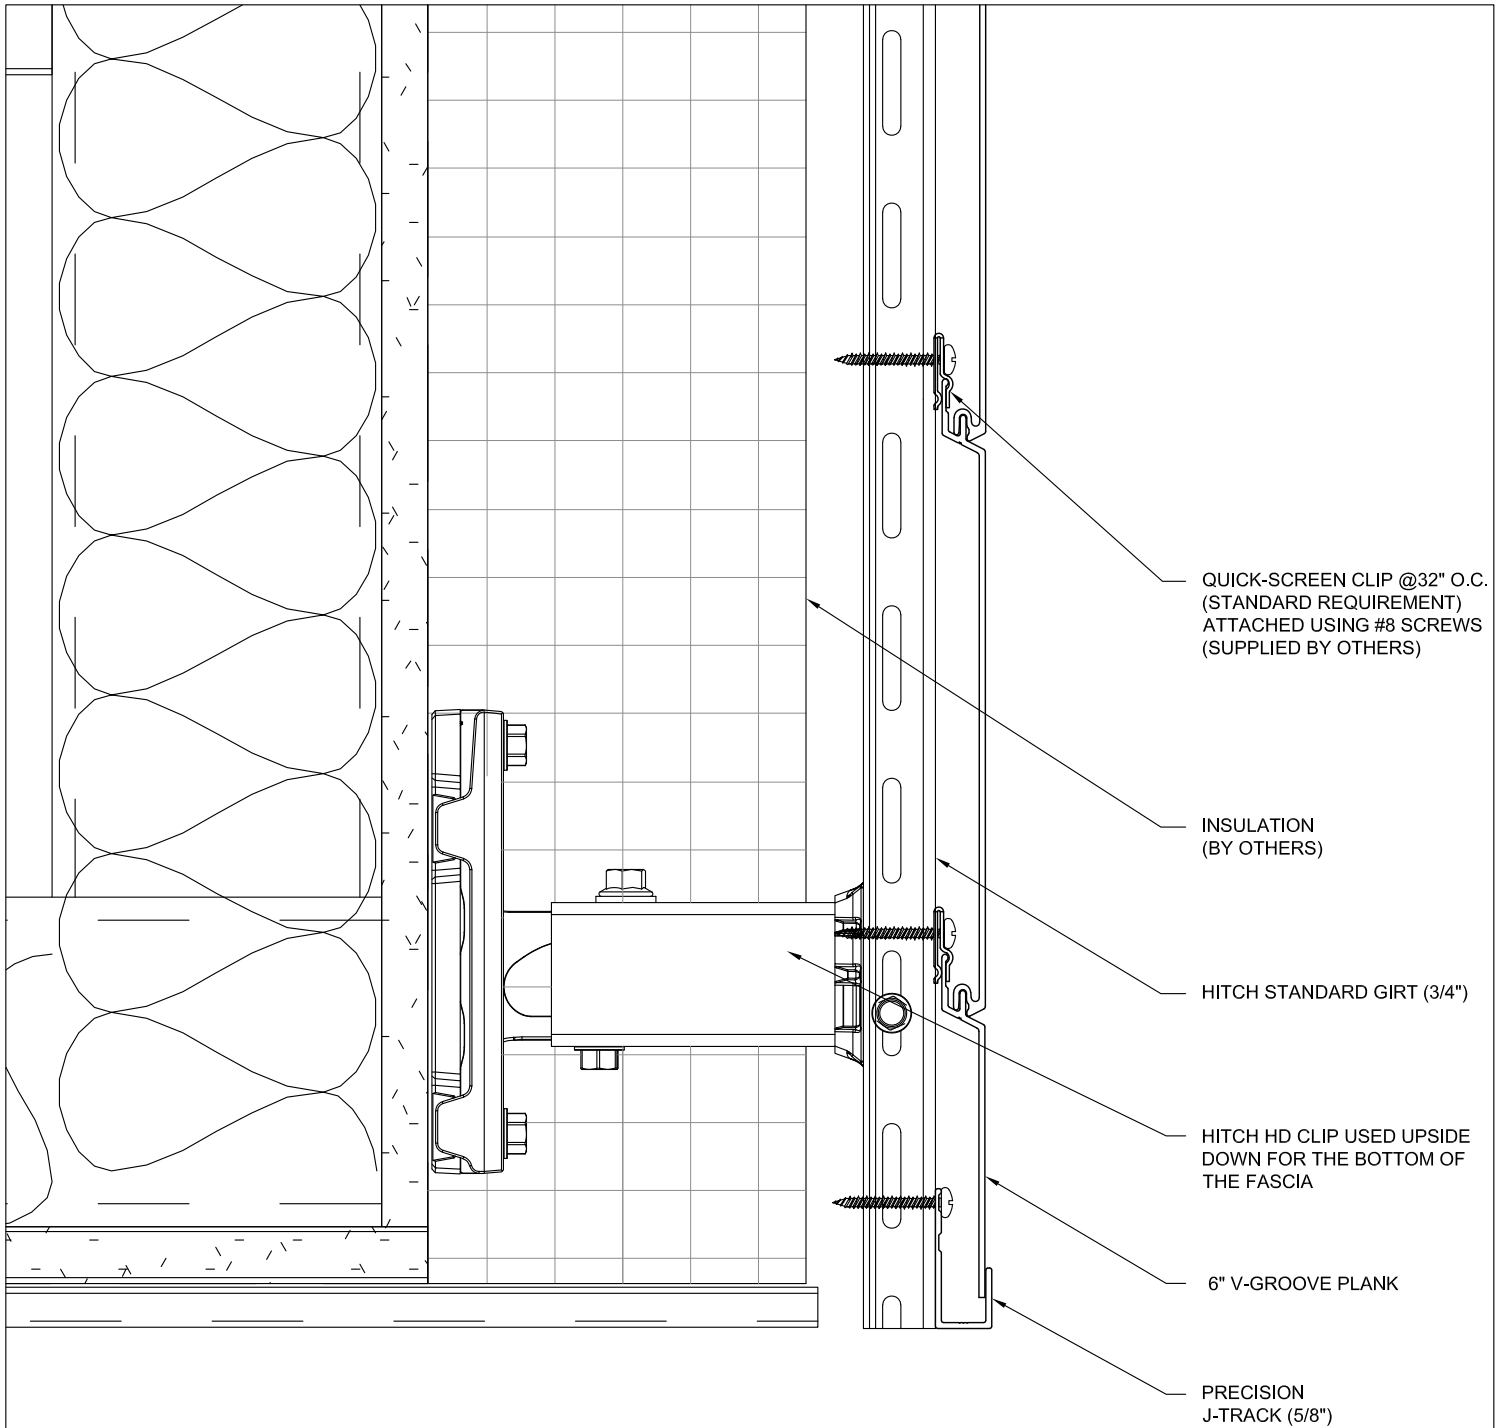 QUICK-SCREEN CLIP @32" O.C.
(STANDARD REQUIREMENT)
ATTACHED USING #8 SCREWS
(SUPPLIED BY OTHERS)
INSULATION
(BY OTHERS)
HITCH STANDARD GIRT (3/4")
HITCH HD CLIP USED UPSIDE
DOWN FOR THE BOTTOM OF
THE FASCIA
6" V-GROOVE PLANK
PRECISION
J-TRACK (5/8")